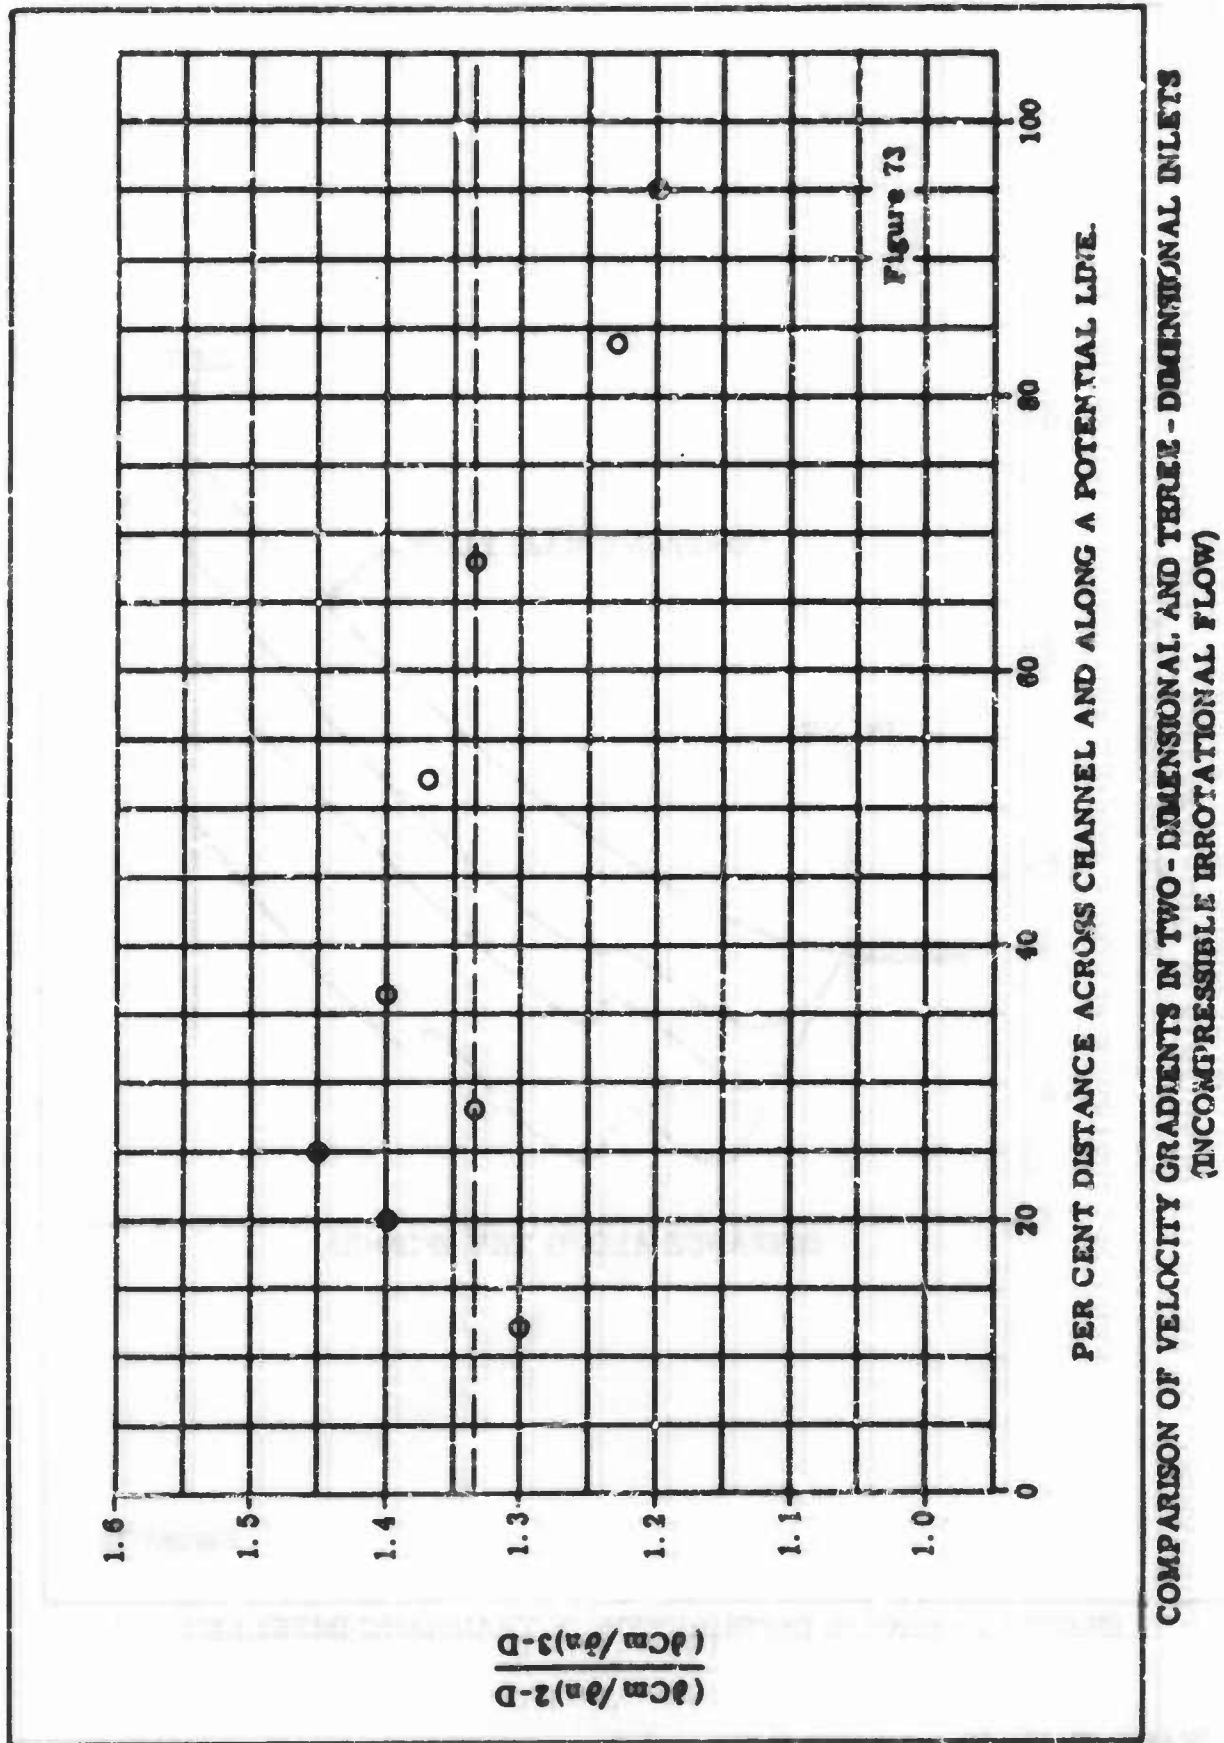 (∂Cm/∂n)2-D
(∂Cm/∂n)3-D
1.6
1.5
1.4
1.3
1.2
1.1
1.0
0
20
40
60
80
100
Figure 73
PER CENT DISTANCE ACROSS CHANNEL AND ALONG A POTENTIAL LINE.
COMPARISON OF VELOCITY GRADIENTS IN TWO-DIMENSIONAL AND THREE-DIMENSIONAL INLETS
(INCOMPRESSIBLE IRROTATIONAL FLOW)